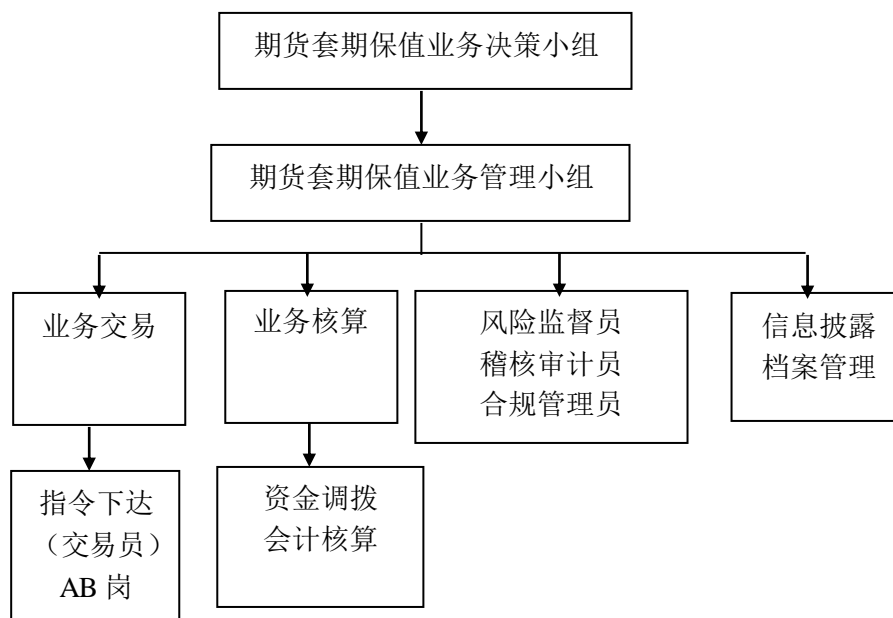 期货套期保值业务决策小组
期货套期保值业务管理小组
业务交易
业务核算
风险监督员
稽核审计员
合规管理员
信息披露
档案管理
指令下达
（交易员）
AB 岗
资金调拨
会计核算